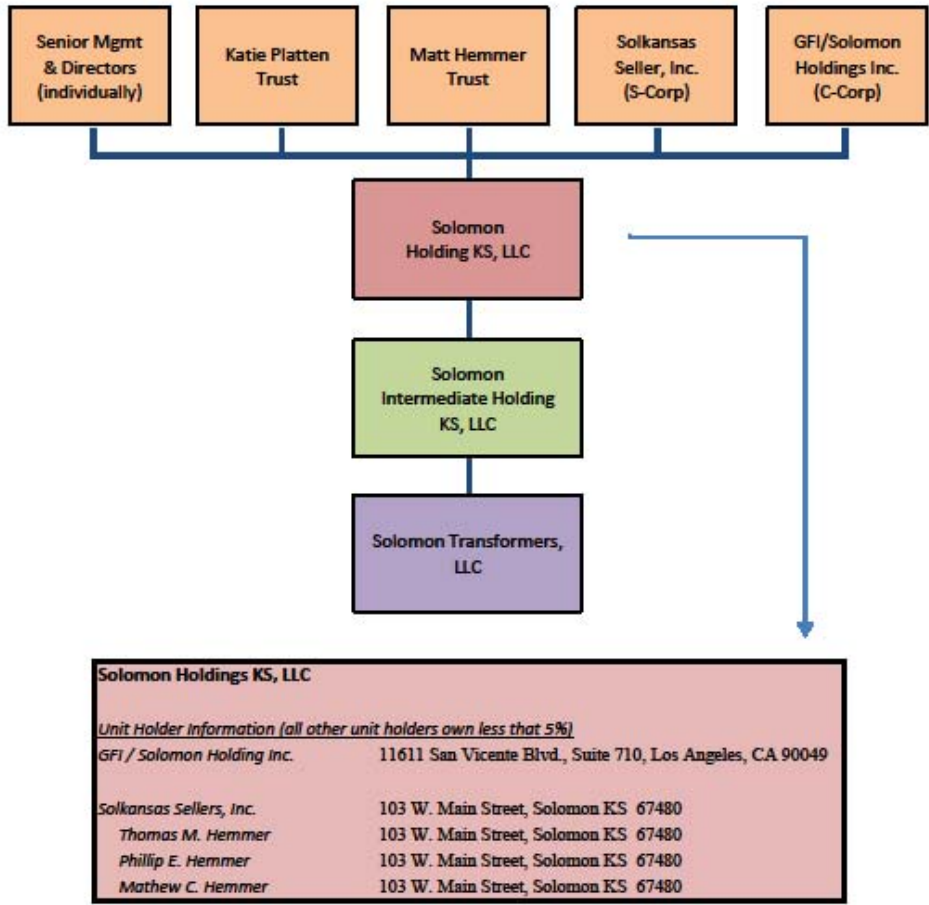 Senior Mgmt
& Directors
(individually)
Katie Platten
Trust
Matt Hemmer
Trust
Solkansas
Seller, Inc.
(S-Corp)
GFI/Solomon
Holdings Inc.
(C-Corp)
Solomon
Holding KS, LLC
Solomon
Intermediate Holding
KS, LLC
Solomon Transformers,
LLC
Solomon Holdings KS, LLC
Unit Holder Information (all other unit holders own less that 5%)
GFI / Solomon Holding Inc. 11611 San Vicente Blvd., Suite 710, Los Angeles, CA 90049
Solkansas Sellers, Inc. 103 W. Main Street, Solomon KS 67480
Thomas M. Hemmer 103 W. Main Street, Solomon KS 67480
Phillip E. Hemmer 103 W. Main Street, Solomon KS 67480
Mathew C. Hemmer 103 W. Main Street, Solomon KS 67480